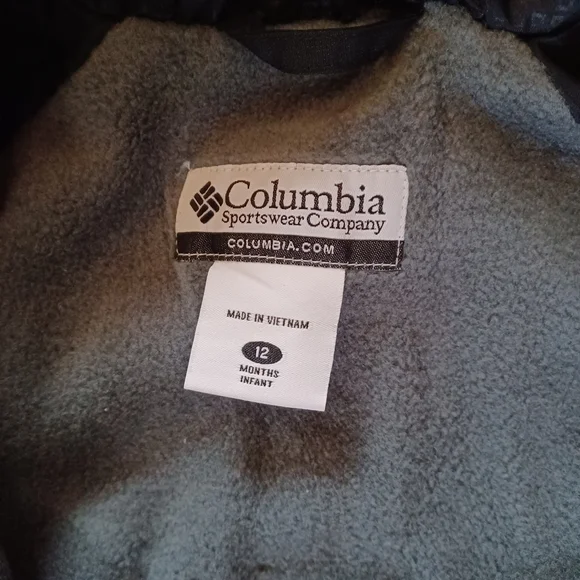 Columbia
Sportswear Company
COLUMBIA.COM
MADE IN VIETNAM
12
MONTHS
INFANT